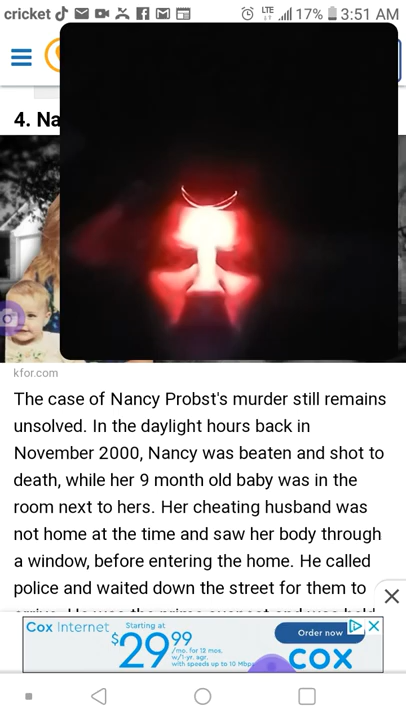 cricket LTE 17% 3:51 AM
4. Na
kfor.com
The case of Nancy Probst's murder still remains
unsolved. In the daylight hours back in
November 2000, Nancy was beaten and shot to
death, while her 9 month old baby was in the
room next to hers. Her cheating husband was
not home at the time and saw her body through
a window, before entering the home. He called
police and waited down the street for them to
Cox Internet
Starting at
$29.99
/mo. for 12 mos.
w/1-yr. agr.
with speeds up to 10 Mbps
Order now
COX